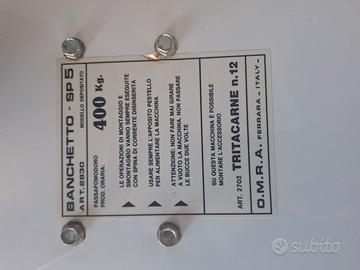 BANCHETTO - SP 5
ART. 2830 MODELLO DEPOSITATO
PASSAPOMODORO
PROD. ORARIA: 400 Kg.
LE OPERAZIONI DI MONTAGGIO E
SMONTAGGIO VANNO SEMPRE ESEGUITE
CON SPINA DI CORRENTE DISINSERITA
USARE SEMPRE L'APPOSITO PESTELLO
PER ALIMENTARE LA MACCHINA
ATTENZIONE: NON FARE MAI GIRARE
A VUOTO LA MACCHINA. NON PASSARE
LE BUCCE DUE VOLTE
SU QUESTA MACCHINA È POSSIBILE
MONTARE L'ACCESSORIO
ART. 2702 TRITACARNE n.12
O.M.R.A. FERRARA - ITALY -
subito